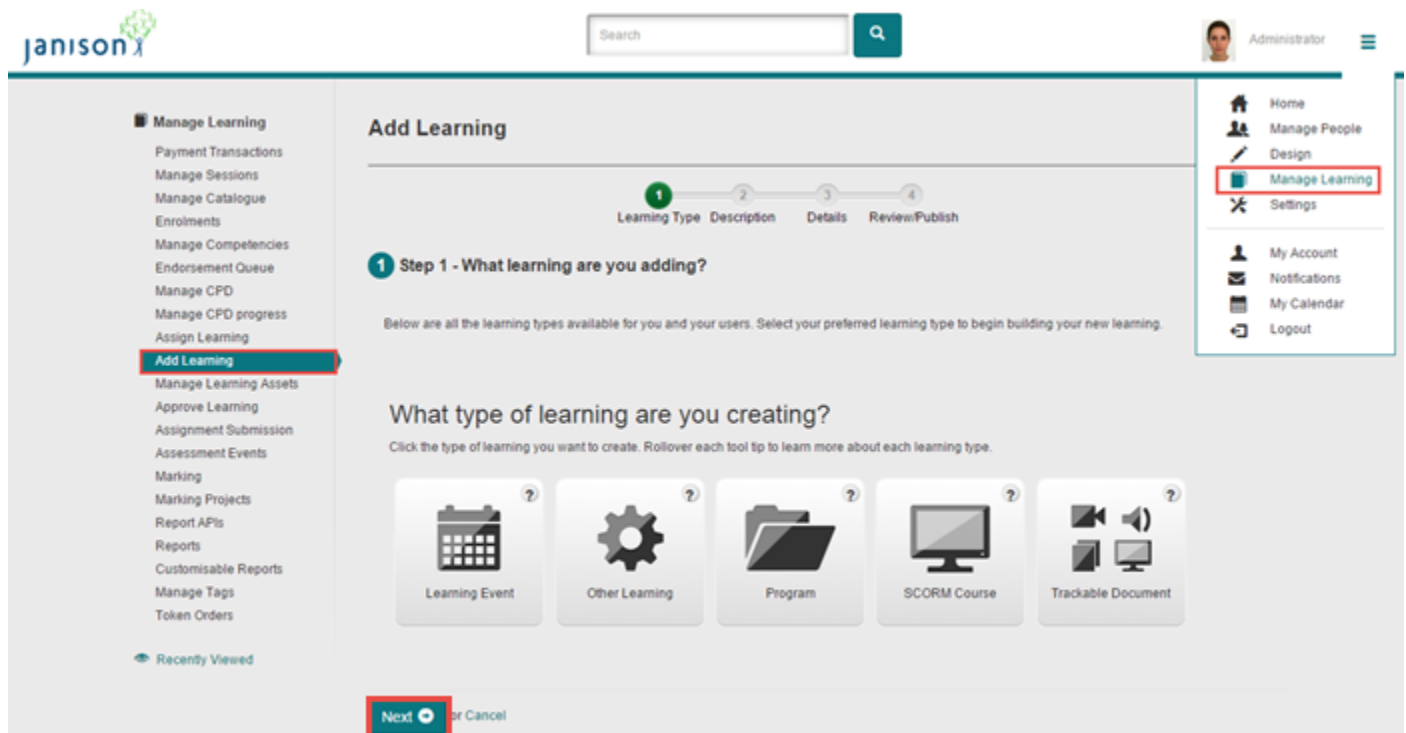 janison
Search
Administrator
Home
Manage People
Design
Manage Learning
Settings
My Account
Notifications
My Calendar
Logout
Manage Learning
Payment Transactions
Manage Sessions
Manage Catalogue
Enrolments
Manage Competencies
Endorsement Queue
Manage CPD
Manage CPD progress
Assign Learning
Add Learning
Manage Learning Assets
Approve Learning
Assignment Submission
Assessment Events
Marking
Marking Projects
Report APIs
Reports
Customisable Reports
Manage Tags
Token Orders
Recently Viewed
Add Learning
1 2 3 4
Learning Type Description Details Review/Publish
1 Step 1 - What learning are you adding?
Below are all the learning types available for you and your users. Select your preferred learning type to begin building your new learning.
What type of learning are you creating?
Click the type of learning you want to create. Rollover each tool tip to learn more about each learning type.
? ? ? ? ?
Learning Event Other Learning Program SCORM Course Trackable Document
Next or Cancel